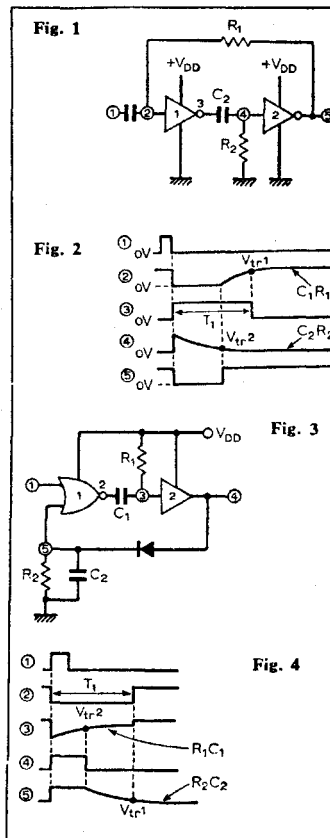 Fig. 1
R1
+VDD
+VDD
1 2 1 3 C2 4 2 5
R2
Fig. 2
1 0V
Vtr1
2 0V
C1R1
3 0V
T1
Vtr2
4 0V
C2R2
5 0V
Fig. 3
VDD
R1
1 1 2 C1 3 2 4
5
R2 C2
Fig. 4
1
2 T1
Vtr2
3
R1C1
4
5
R2C2
Vtr1